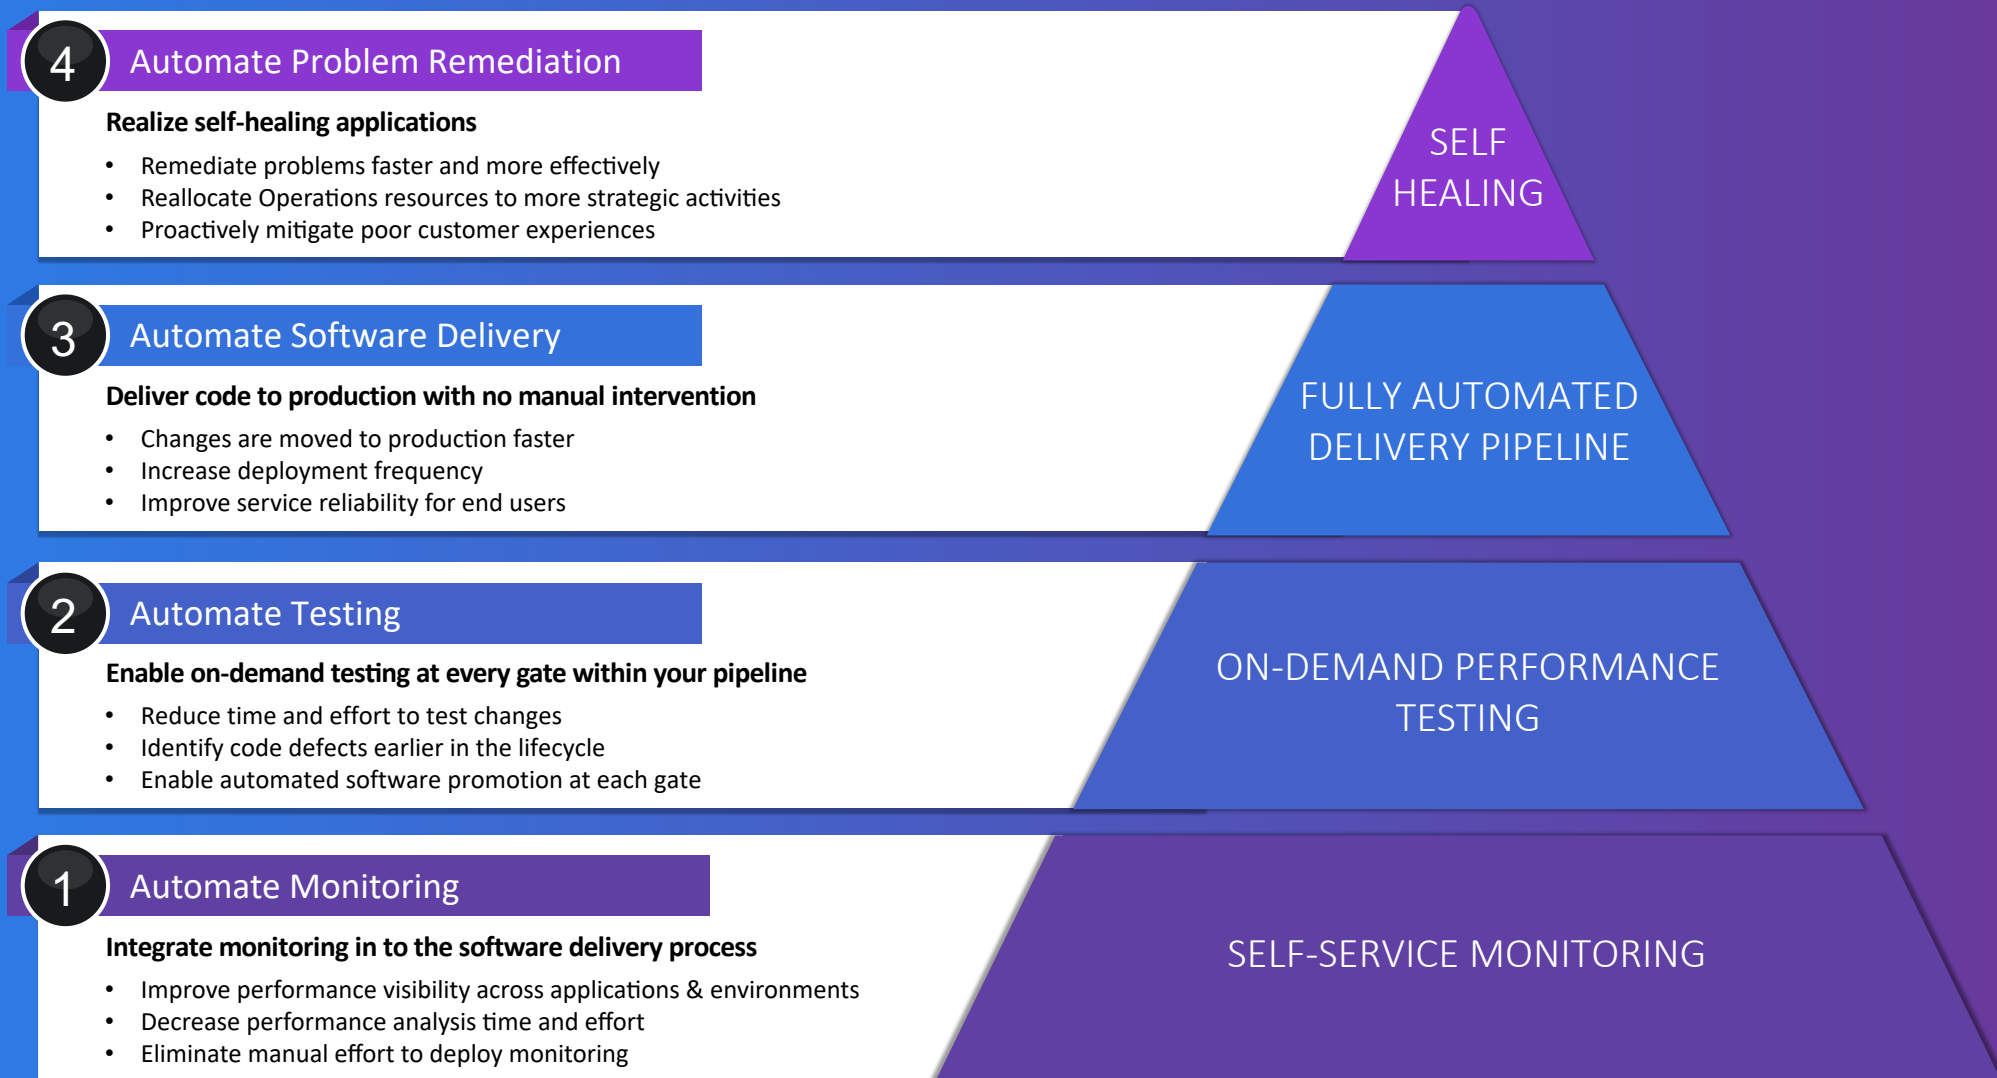 4
Automate Problem Remediation
Realize self-healing applications
• Remediate problems faster and more effectively
• Reallocate Operations resources to more strategic activities
• Proactively mitigate poor customer experiences
SELF
HEALING
3
Automate Software Delivery
Deliver code to production with no manual intervention
• Changes are moved to production faster
• Increase deployment frequency
• Improve service reliability for end users
FULLY AUTOMATED
DELIVERY PIPELINE
2
Automate Testing
Enable on-demand testing at every gate within your pipeline
• Reduce time and effort to test changes
• Identify code defects earlier in the lifecycle
• Enable automated software promotion at each gate
ON-DEMAND PERFORMANCE
TESTING
1
Automate Monitoring
Integrate monitoring in to the software delivery process
• Improve performance visibility across applications & environments
• Decrease performance analysis time and effort
• Eliminate manual effort to deploy monitoring
SELF-SERVICE MONITORING